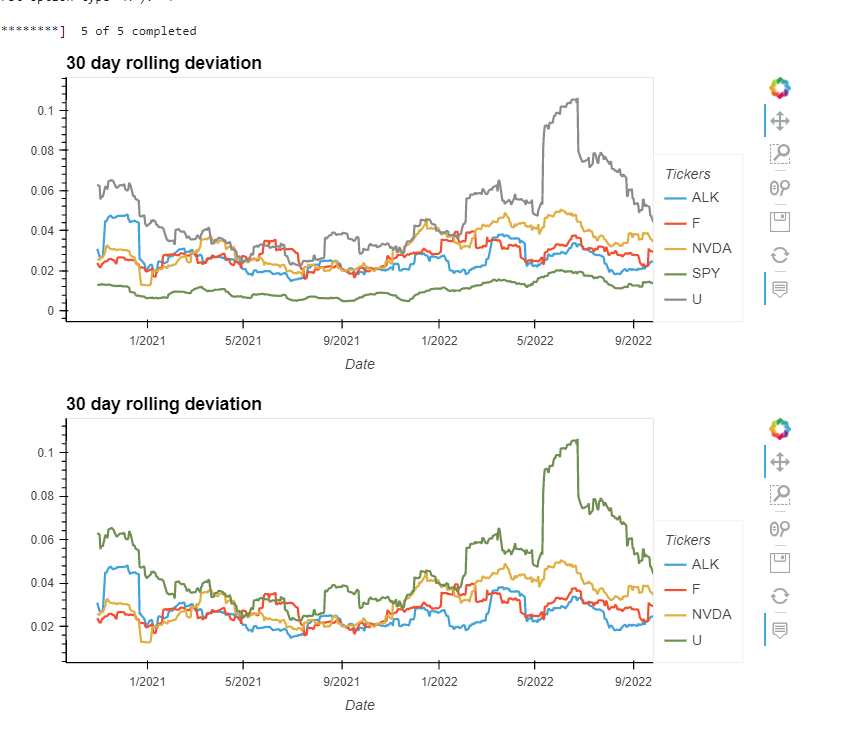 ********]  5 of 5 completed
30 day rolling deviation
0.1
0.08
0.06
0.04
0.02
0
Tickers
ALK
F
NVDA
SPY
U
1/2021
5/2021
9/2021
1/2022
5/2022
9/2022
Date
30 day rolling deviation
0.1
0.08
0.06
0.04
0.02
Tickers
ALK
F
NVDA
U
1/2021
5/2021
9/2021
1/2022
5/2022
9/2022
Date